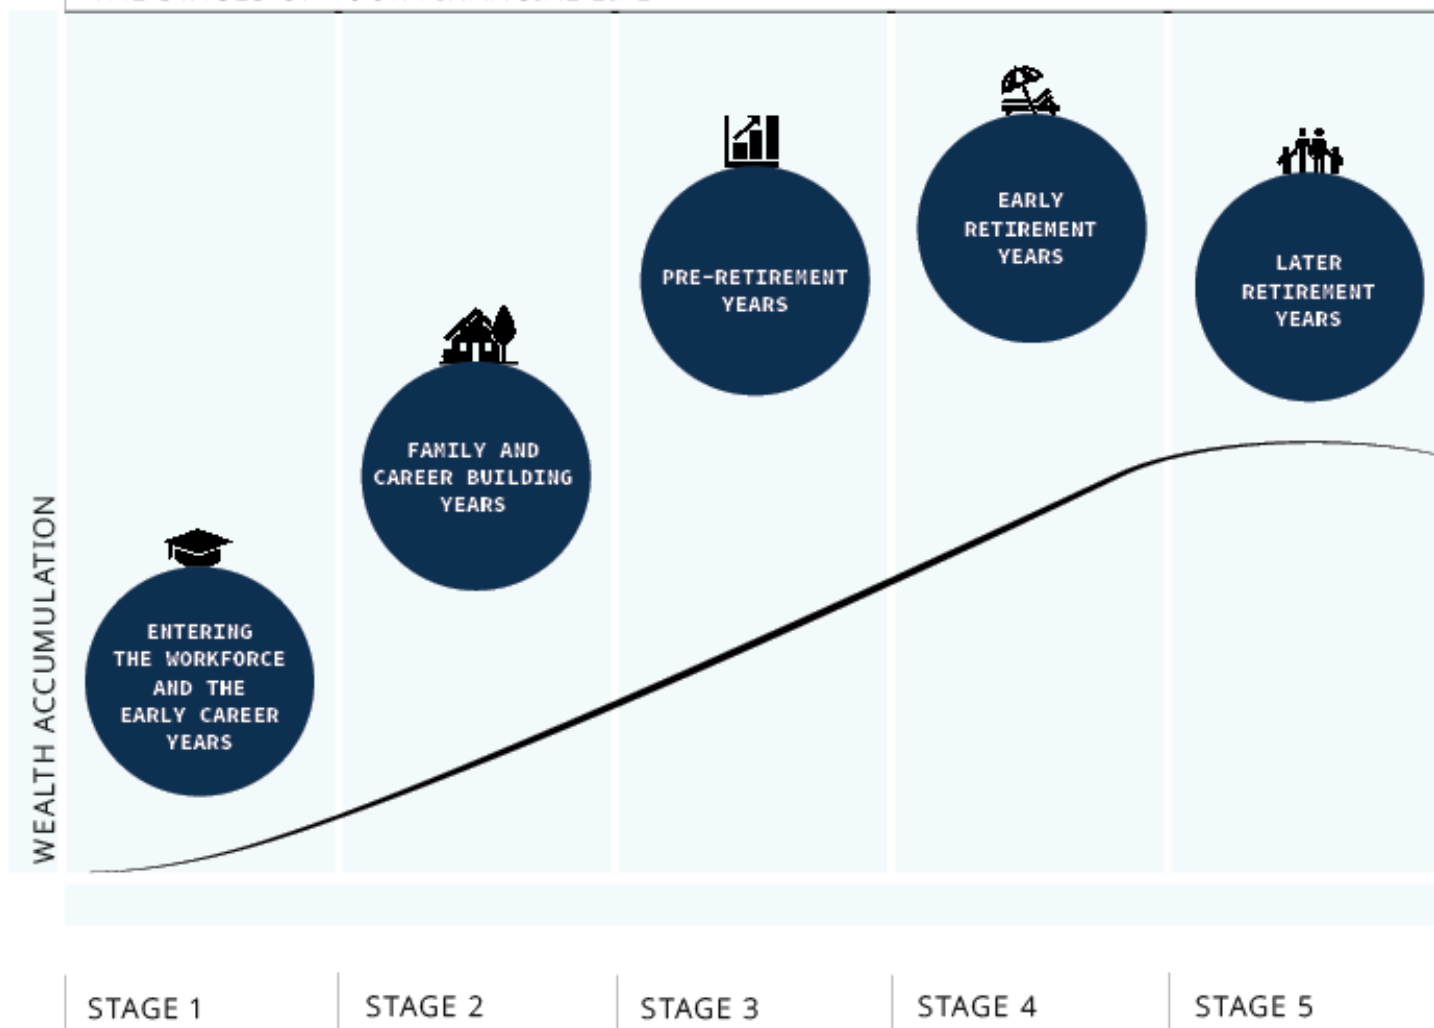 WEALTH ACCUMULATION
ENTERING
THE WORKFORCE
AND THE
EARLY CAREER
YEARS
FAMILY AND
CAREER BUILDING
YEARS
PRE-RETIREMENT
YEARS
EARLY
RETIREMENT
YEARS
LATER
RETIREMENT
YEARS
STAGE 1
STAGE 2
STAGE 3
STAGE 4
STAGE 5